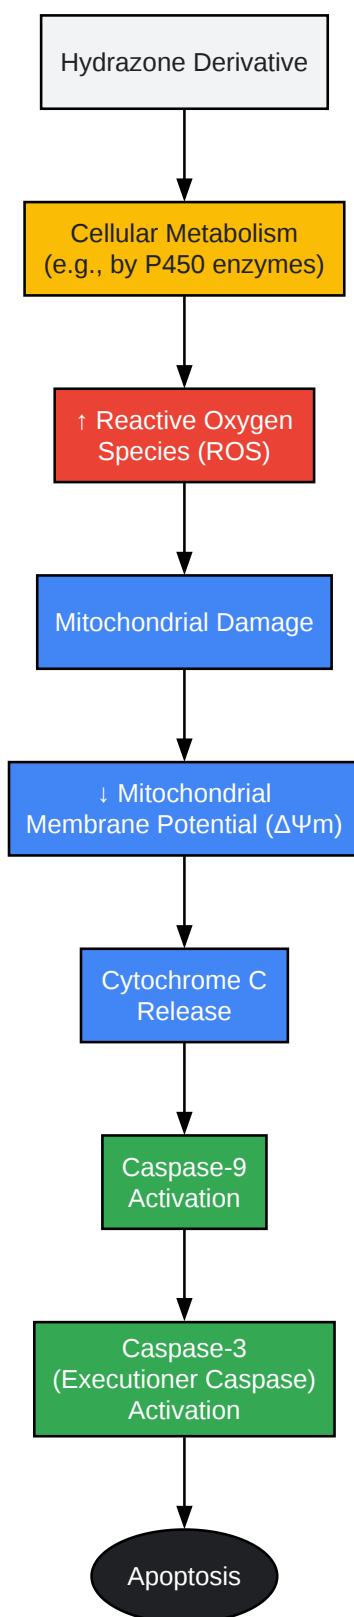 Hydrazone Derivative
Cellular Metabolism
(e.g., by P450 enzymes)
↑ Reactive Oxygen
Species (ROS)
Mitochondrial Damage
↓ Mitochondrial
Membrane Potential (ΔΨm)
Cytochrome C
Release
Caspase-9
Activation
Caspase-3
(Executioner Caspase)
Activation
Apoptosis